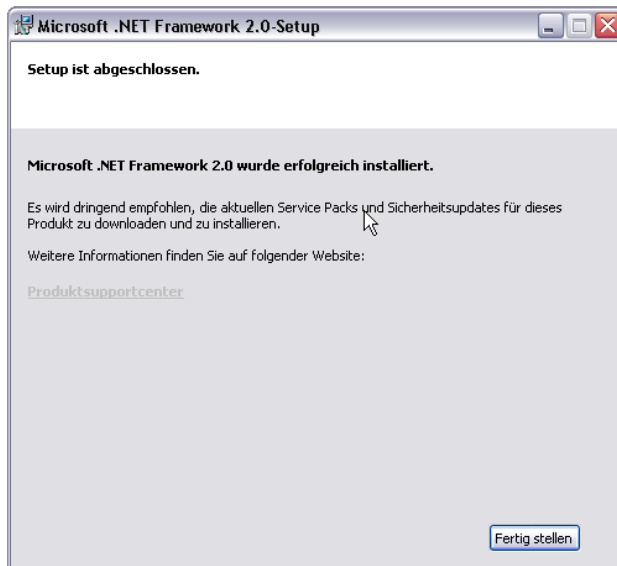 Microsoft .NET Framework 2.0-Setup
Setup ist abgeschlossen.
Microsoft .NET Framework 2.0 wurde erfolgreich installiert.
Es wird dringend empfohlen, die aktuellen Service Packs und Sicherheitsupdates für dieses
Produkt zu downloaden und zu installieren.
Weitere Informationen finden Sie auf folgender Website:
Produktsupportcenter
Fertig stellen